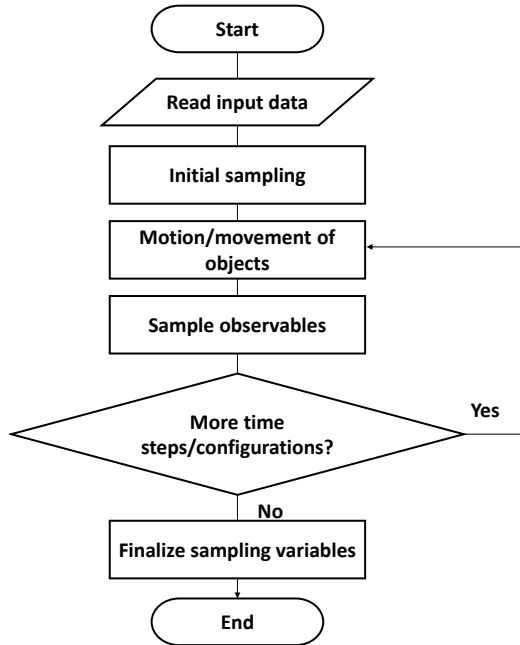 Start
Read input data
Initial sampling
Motion/movement of
objects
Sample observables
More time
steps/configurations?
Yes
No
Finalize sampling variables
End